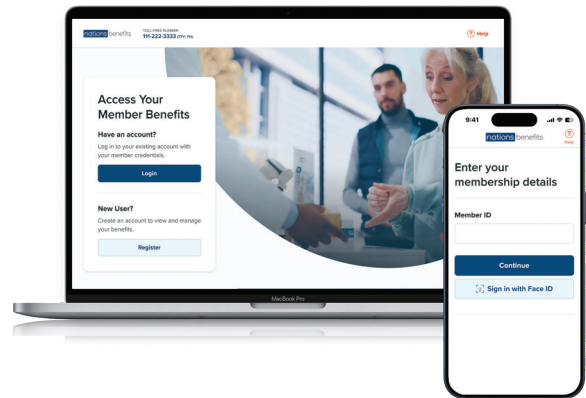 nations benefits
TOLL-FREE NUMBER
111-222-3333 (TTY: 711)
Help
Access Your
Member Benefits
Have an account?
Log in to your existing account with
your member credentials.
Login
New User?
Create an account to view and manage
your benefits.
Register
MacBook Pro
9:41
nations benefits
Help
Enter your
membership details
Member ID
Continue
Sign in with Face ID